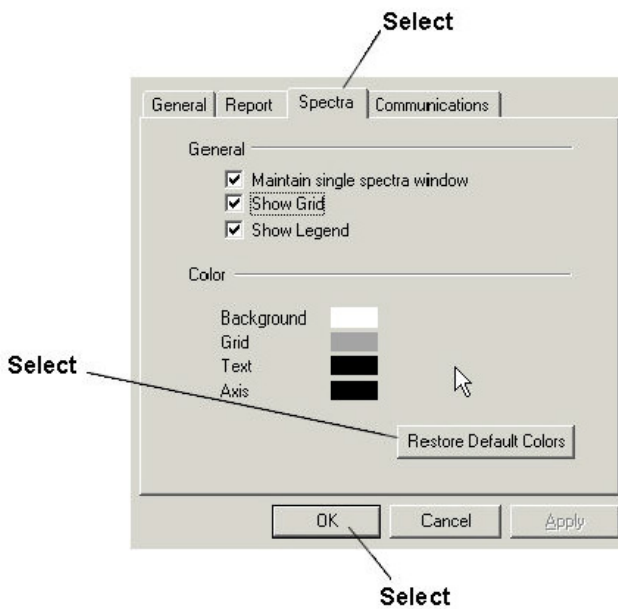 Select
General Report Spectra Communications
General
Maintain single spectra window
Show Grid
Show Legend
Color
Background
Grid
Select
Text
Axis
Restore Default Colors
OK Cancel Apply
Select